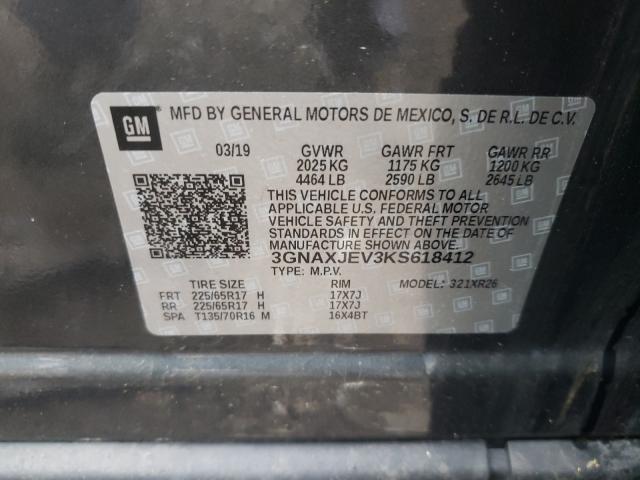 GM MFD BY GENERAL MOTORS DE MEXICO, S. DE R.L. DE C.V.
03/19 GVWR GAWR FRT GAWR RR
2025 KG 1175 KG 1200 KG
4464 LB 2590 LB 2645 LB
THIS VEHICLE CONFORMS TO ALL
APPLICABLE U.S. FEDERAL MOTOR
VEHICLE SAFETY AND THEFT PREVENTION
STANDARDS IN EFFECT ON THE DATE OF
MANUFACTURE SHOWN ABOVE.
3GNAXJEV3KS618412
TYPE: M.P.V. MODEL: 321XR26
TIRE SIZE RIM
FRT 225/65R17 H 17X7J
RR 225/65R17 H 17X7J
SPA T135/70R16 M 16X4BT